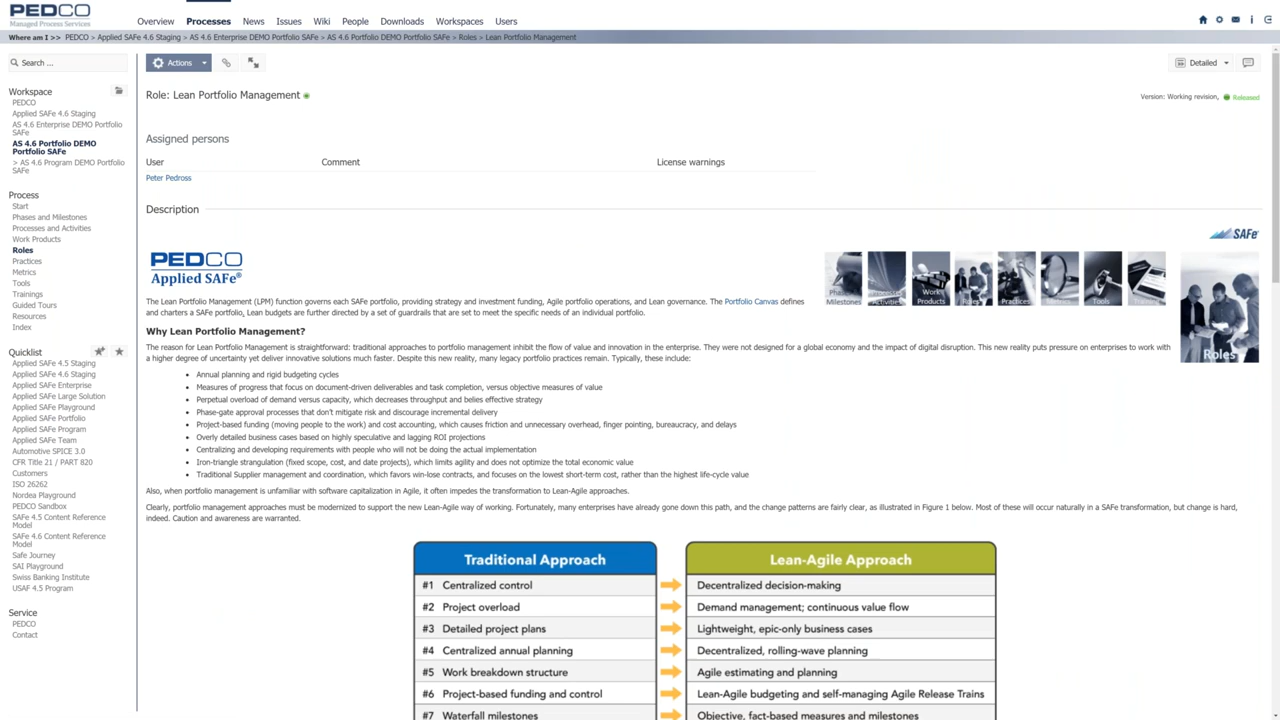 PEDCO
Managed Process Services
Overview Processes News Issues Wiki People Downloads Workspaces Users
Where am I >> PEDCO > Applied SAFe 4.6 Staging > AS 4.6 Enterprise DEMO Portfolio SAFe > AS 4.6 Portfolio DEMO Portfolio SAFe > Roles > Lean Portfolio Management
Search ...
Workspace
PEDCO
Applied SAFe 4.6 Staging
AS 4.6 Enterprise DEMO Portfolio
SAFe
AS 4.6 Portfolio DEMO
Portfolio SAFe
> AS 4.6 Program DEMO Portfolio
SAFe
Process
Start
Phases and Milestones
Processes and Activities
Work Products
Roles
Practices
Metrics
Tools
Trainings
Guided Tours
Resources
Index
Quicklist
Applied SAFe 4.5 Staging
Applied SAFe 4.6 Staging
Applied SAFe Enterprise
Applied SAFe Large Solution
Applied SAFe Playground
Applied SAFe Portfolio
Applied SAFe Program
Applied SAFe Team
Automotive SPICE 3.0
CFR Title 21 / PART 820
Customers
ISO 26262
Nordea Playground
PEDCO Sandbox
SAFe 4.5 Content Reference
Model
SAFe 4.6 Content Reference
Model
Safe Journey
SAI Playground
Swiss Banking Institute
USAF 4.5 Program
Service
PEDCO
Contact
Actions
Detailed
Role: Lean Portfolio Management
Version: Working revision, Released
Assigned persons
User Comment License warnings
Peter Pedross
Description
SAFe
PEDCO
Applied SAFe®
Milestones Activities Work Products Roles Practices Metrics Tools
Roles
The Lean Portfolio Management (LPM) function governs each SAFe portfolio, providing strategy and investment funding, Agile portfolio operations, and Lean governance. The Portfolio Canvas defines
and charters a SAFe portfolio, Lean budgets are further directed by a set of guardrails that are set to meet the specific needs of an individual portfolio.
Why Lean Portfolio Management?
The reason for Lean Portfolio Management is straightforward: traditional approaches to portfolio management inhibit the flow of value and innovation in the enterprise. They were not designed for a global economy and the impact of digital disruption. This new reality puts pressure on enterprises to work with
a higher degree of uncertainty yet deliver innovative solutions much faster. Despite this new reality, many legacy portfolio practices remain. Typically, these include:
• Annual planning and rigid budgeting cycles
• Measures of progress that focus on document-driven deliverables and task completion, versus objective measures of value
• Perpetual overload of demand versus capacity, which decreases throughput and belies effective strategy
• Phase-gate approval processes that don't mitigate risk and discourage incremental delivery
• Project-based funding (moving people to the work) and cost accounting, which causes friction and unnecessary overhead, finger pointing, bureaucracy, and delays
• Overly detailed business cases based on highly speculative and lagging ROI projections
• Centralizing and developing requirements with people who will not be doing the actual implementation
• Iron-triangle strangulation (fixed scope, cost, and date projects), which limits agility and does not optimize the total economic value
• Traditional Supplier management and coordination, which favors win-lose contracts, and focuses on the lowest short-term cost, rather than the highest life-cycle value
Also, when portfolio management is unfamiliar with software capitalization in Agile, it often impedes the transformation to Lean-Agile approaches.
Clearly, portfolio management approaches must be modernized to support the new Lean-Agile way of working. Fortunately, many enterprises have already gone down this path, and the change patterns are fairly clear, as illustrated in Figure 1 below. Most of these will occur naturally in a SAFe transformation, but change is hard,
indeed. Caution and awareness are warranted.
Traditional Approach Lean-Agile Approach
#1 Centralized control Decentralized decision-making
#2 Project overload Demand management; continuous value flow
#3 Detailed project plans Lightweight, epic-only business cases
#4 Centralized annual planning Decentralized, rolling-wave planning
#5 Work breakdown structure Agile estimating and planning
#6 Project-based funding and control Lean-Agile budgeting and self-managing Agile Release Trains
#7 Waterfall milestones Objective, fact-based measures and milestones